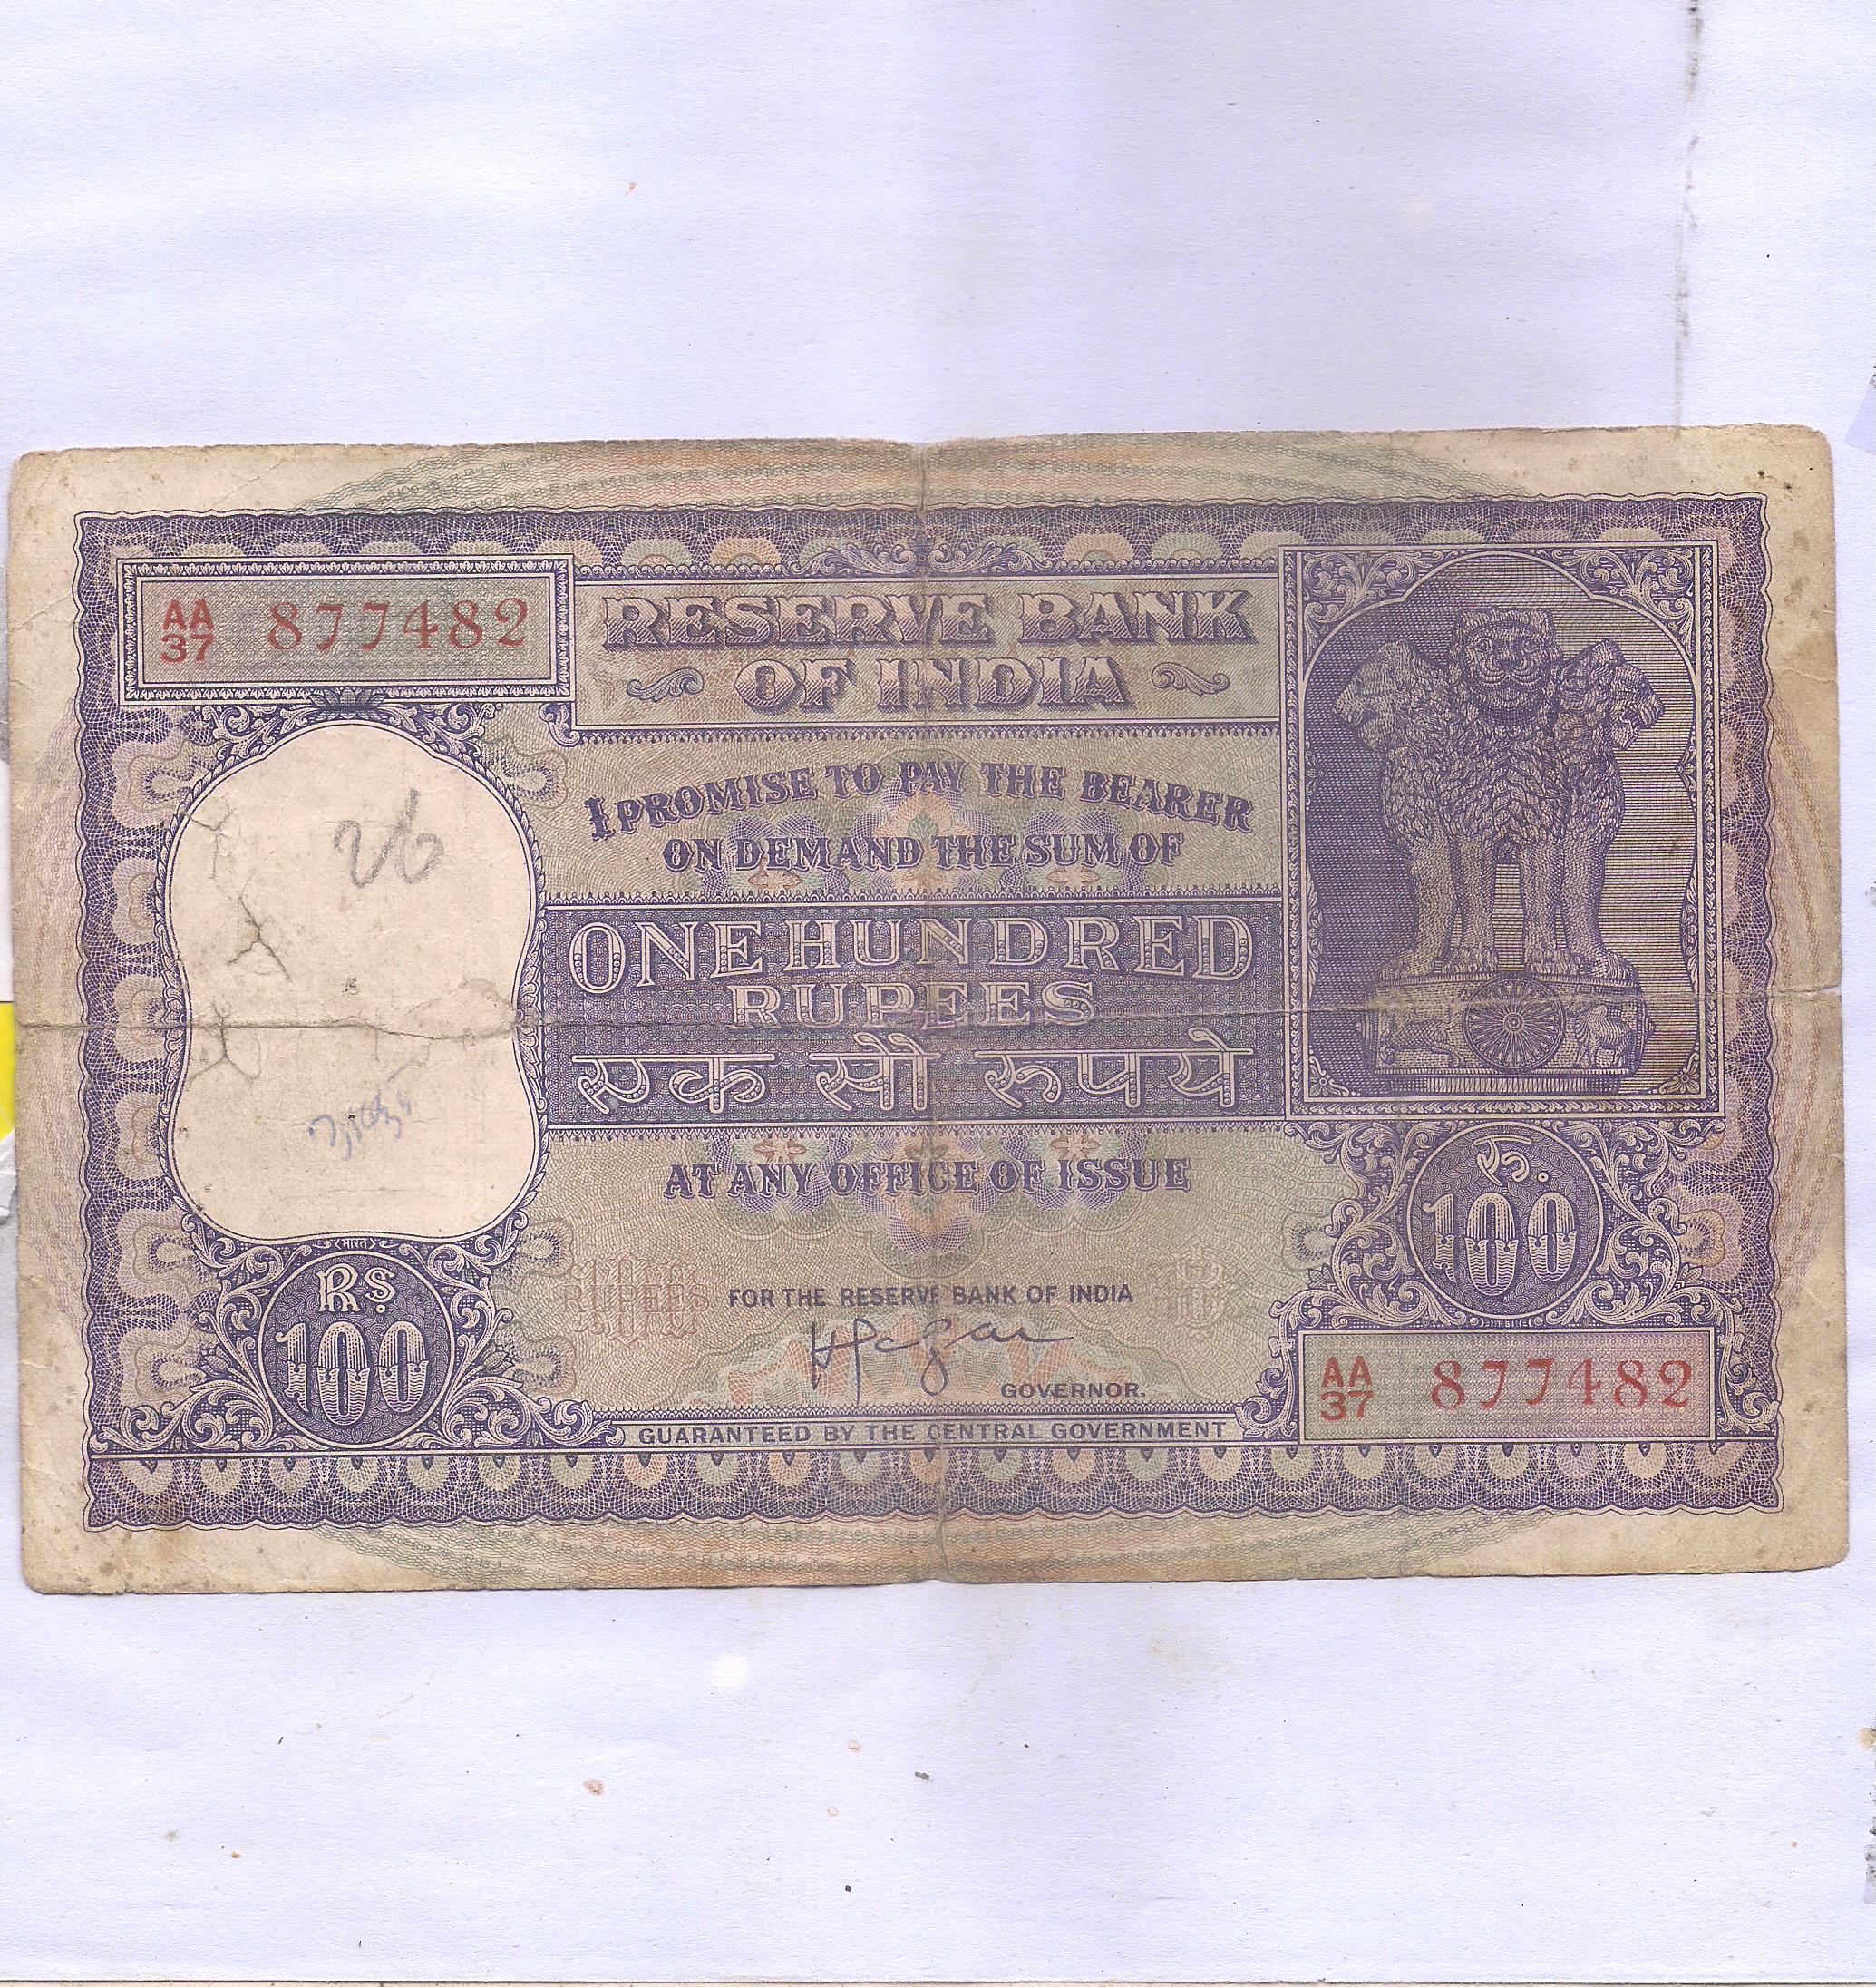 AA
37 877482
RESERVE BANK
OF INDIA
I PROMISE TO PAY THE BEARER
ON DEMAND THE SUM OF
26
ONE HUNDRED
RUPEES
एक सौ रुपये
AT ANY OFFICE OF ISSUE
भारत
Rs
100
रु.
100
FOR THE RESERVE BANK OF INDIA
GOVERNOR.
GUARANTEED BY THE CENTRAL GOVERNMENT
AA
37 877482